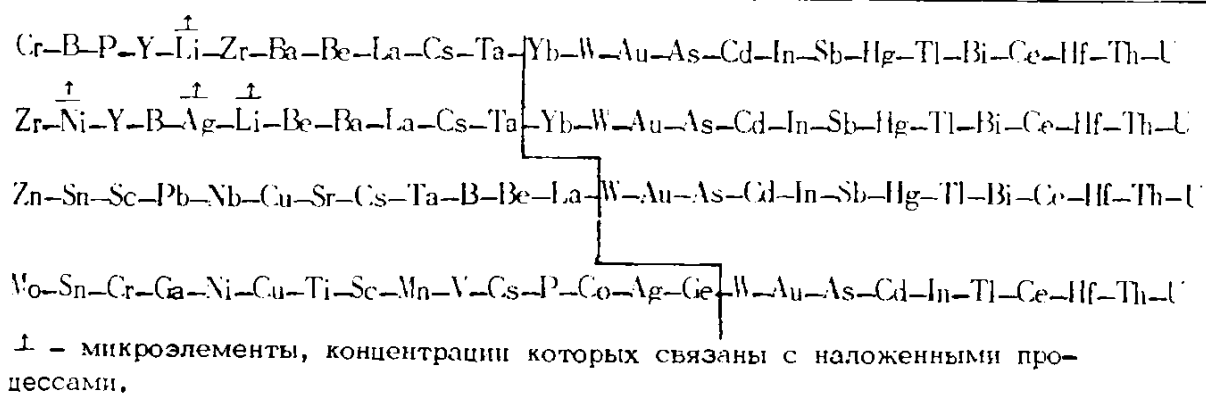 Cr–B–P–Y–Li–Zr–Ba–Be–La–Cs–Ta–Yb–W–Au–As–Cd–In–Sb–Hg–Tl–Bi–Ce–Hf–Th–U
Zr–Ni–Y–B–Ag–Li–Be–Ba–La–Cs–Ta–Yb–W–Au–As–Cd–In–Sb–Hg–Tl–Bi–Ce–Hf–Th–U
Zn–Sn–Sc–Pb–Nb–Cu–Sr–Cs–Ta–B–Be–La–W–Au–As–Cd–In–Sb–Hg–Tl–Bi–Ce–Hf–Th–U
Mo–Sn–Cr–Ga–Ni–Cu–Ti–Sc–Mn–V–Cs–P–Co–Ag–Ge–W–Au–As–Cd–In–Tl–Ce–Hf–Th–U
↥ – микроэлементы, концентрации которых связаны с наложенными про–
цессами.